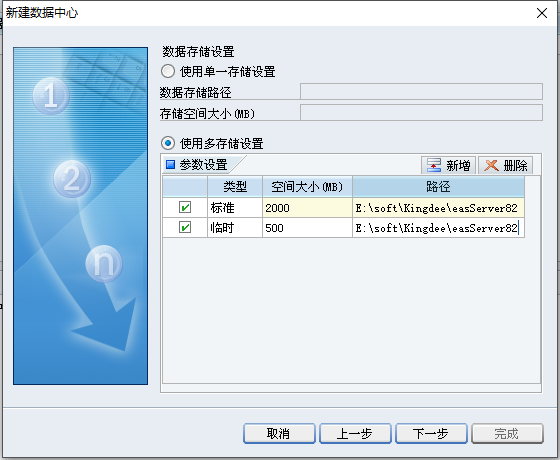 新建数据中心
1
2
n
数据存储设置
使用单一存储设置
数据存储路径
存储空间大小(MB)
使用多存储设置
参数设置 新增 删除
类型 空间大小(MB) 路径
标准 2000 E:\soft\Kingdee\easServer82
临时 500 E:\soft\Kingdee\easServer82
取消 上一步 下一步 完成